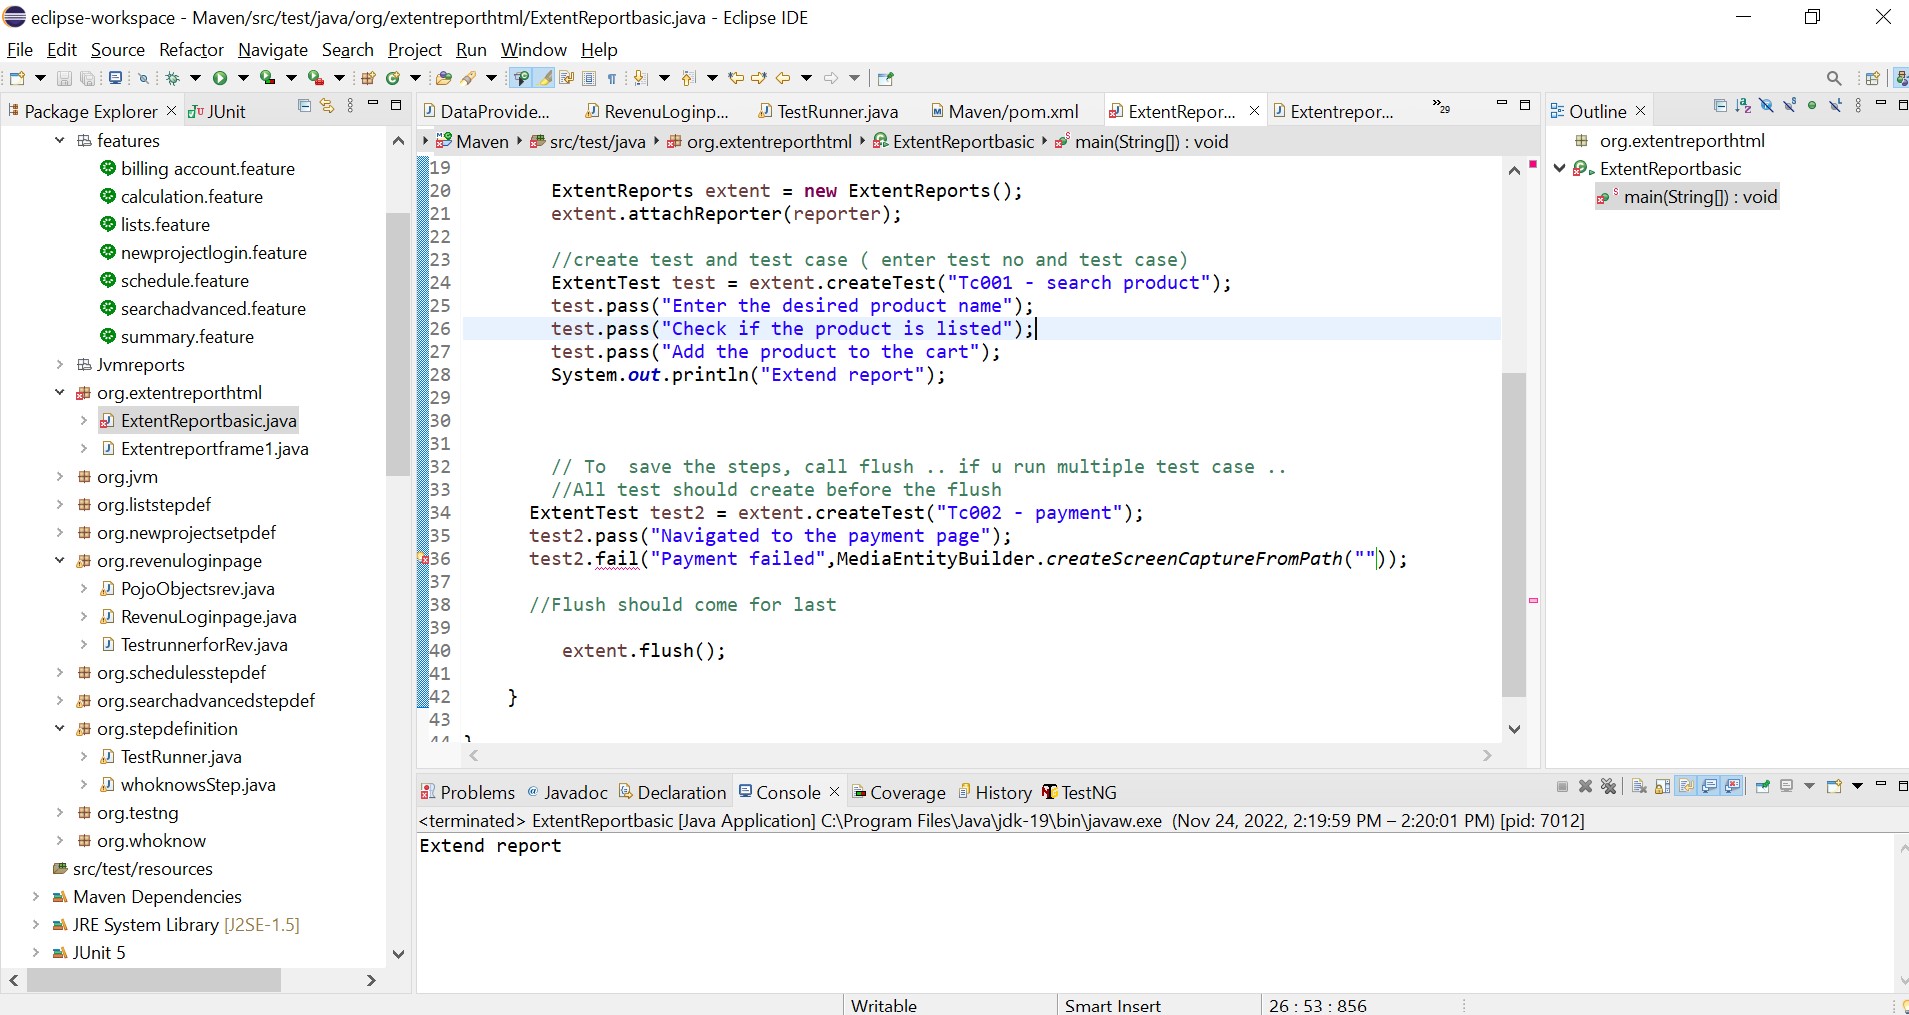 eclipse-workspace - Maven/src/test/java/org/extentreporthtml/ExtentReportbasic.java - Eclipse IDE
File Edit Source Refactor Navigate Search Project Run Window Help
Package Explorer
JUnit
features
billing account.feature
calculation.feature
lists.feature
newprojectlogin.feature
schedule.feature
searchadvanced.feature
summary.feature
Jvmreports
org.extentreporthtml
ExtentReportbasic.java
Extentreportframe1.java
org.jvm
org.liststepdef
org.newprojectsetpdef
org.revenuloginpage
PojoObjectsrev.java
RevenuLoginpage.java
TestrunnerforRev.java
org.schedulesstepdef
org.searchadvancedstepdef
org.stepdefinition
TestRunner.java
whoknowsStep.java
org.testng
org.whoknow
src/test/resources
Maven Dependencies
JRE System Library [J2SE-1.5]
JUnit 5
DataProvide... RevenuLoginp... TestRunner.java Maven/pom.xml ExtentRepor... Extentrepor... »29
Maven src/test/java org.extentreporthtml ExtentReportbasic main(String[]) : void
19
20 ExtentReports extent = new ExtentReports();
21 extent.attachReporter(reporter);
22
23 //create test and test case ( enter test no and test case)
24 ExtentTest test = extent.createTest("Tc001 - search product");
25 test.pass("Enter the desired product name");
26 test.pass("Check if the product is listed");
27 test.pass("Add the product to the cart");
28 System.out.println("Extend report");
29
30
31
32 // To  save the steps, call flush .. if u run multiple test case ..
33 //All test should create before the flush
34 ExtentTest test2 = extent.createTest("Tc002 - payment");
35 test2.pass("Navigated to the payment page");
36 test2.fail("Payment failed",MediaEntityBuilder.createScreenCaptureFromPath(""));
37
38 //Flush should come for last
39
40 extent.flush();
41
42 }
43
44 }
Outline
org.extentreporthtml
ExtentReportbasic
main(String[]) : void
Problems @ Javadoc Declaration Console Coverage History TestNG
<terminated> ExtentReportbasic [Java Application] C:\Program Files\Java\jdk-19\bin\javaw.exe (Nov 24, 2022, 2:19:59 PM – 2:20:01 PM) [pid: 7012]
Extend report
Writable Smart Insert 26 : 53 : 856